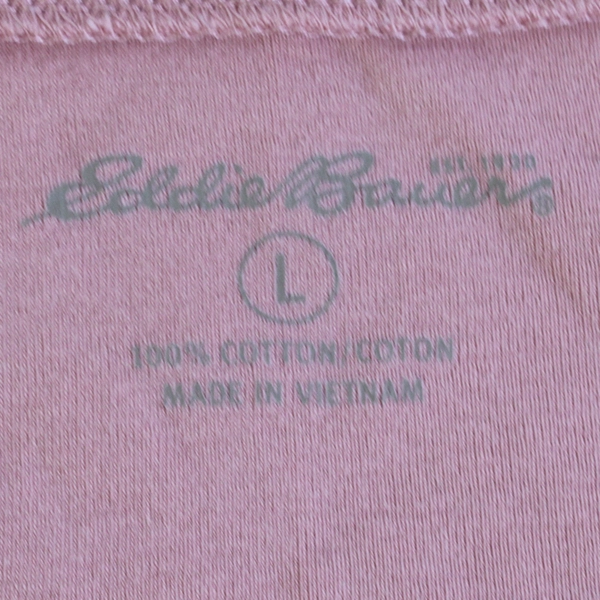 Eddie Bauer
EST. 1920
L
100% COTTON/COTON
MADE IN VIETNAM